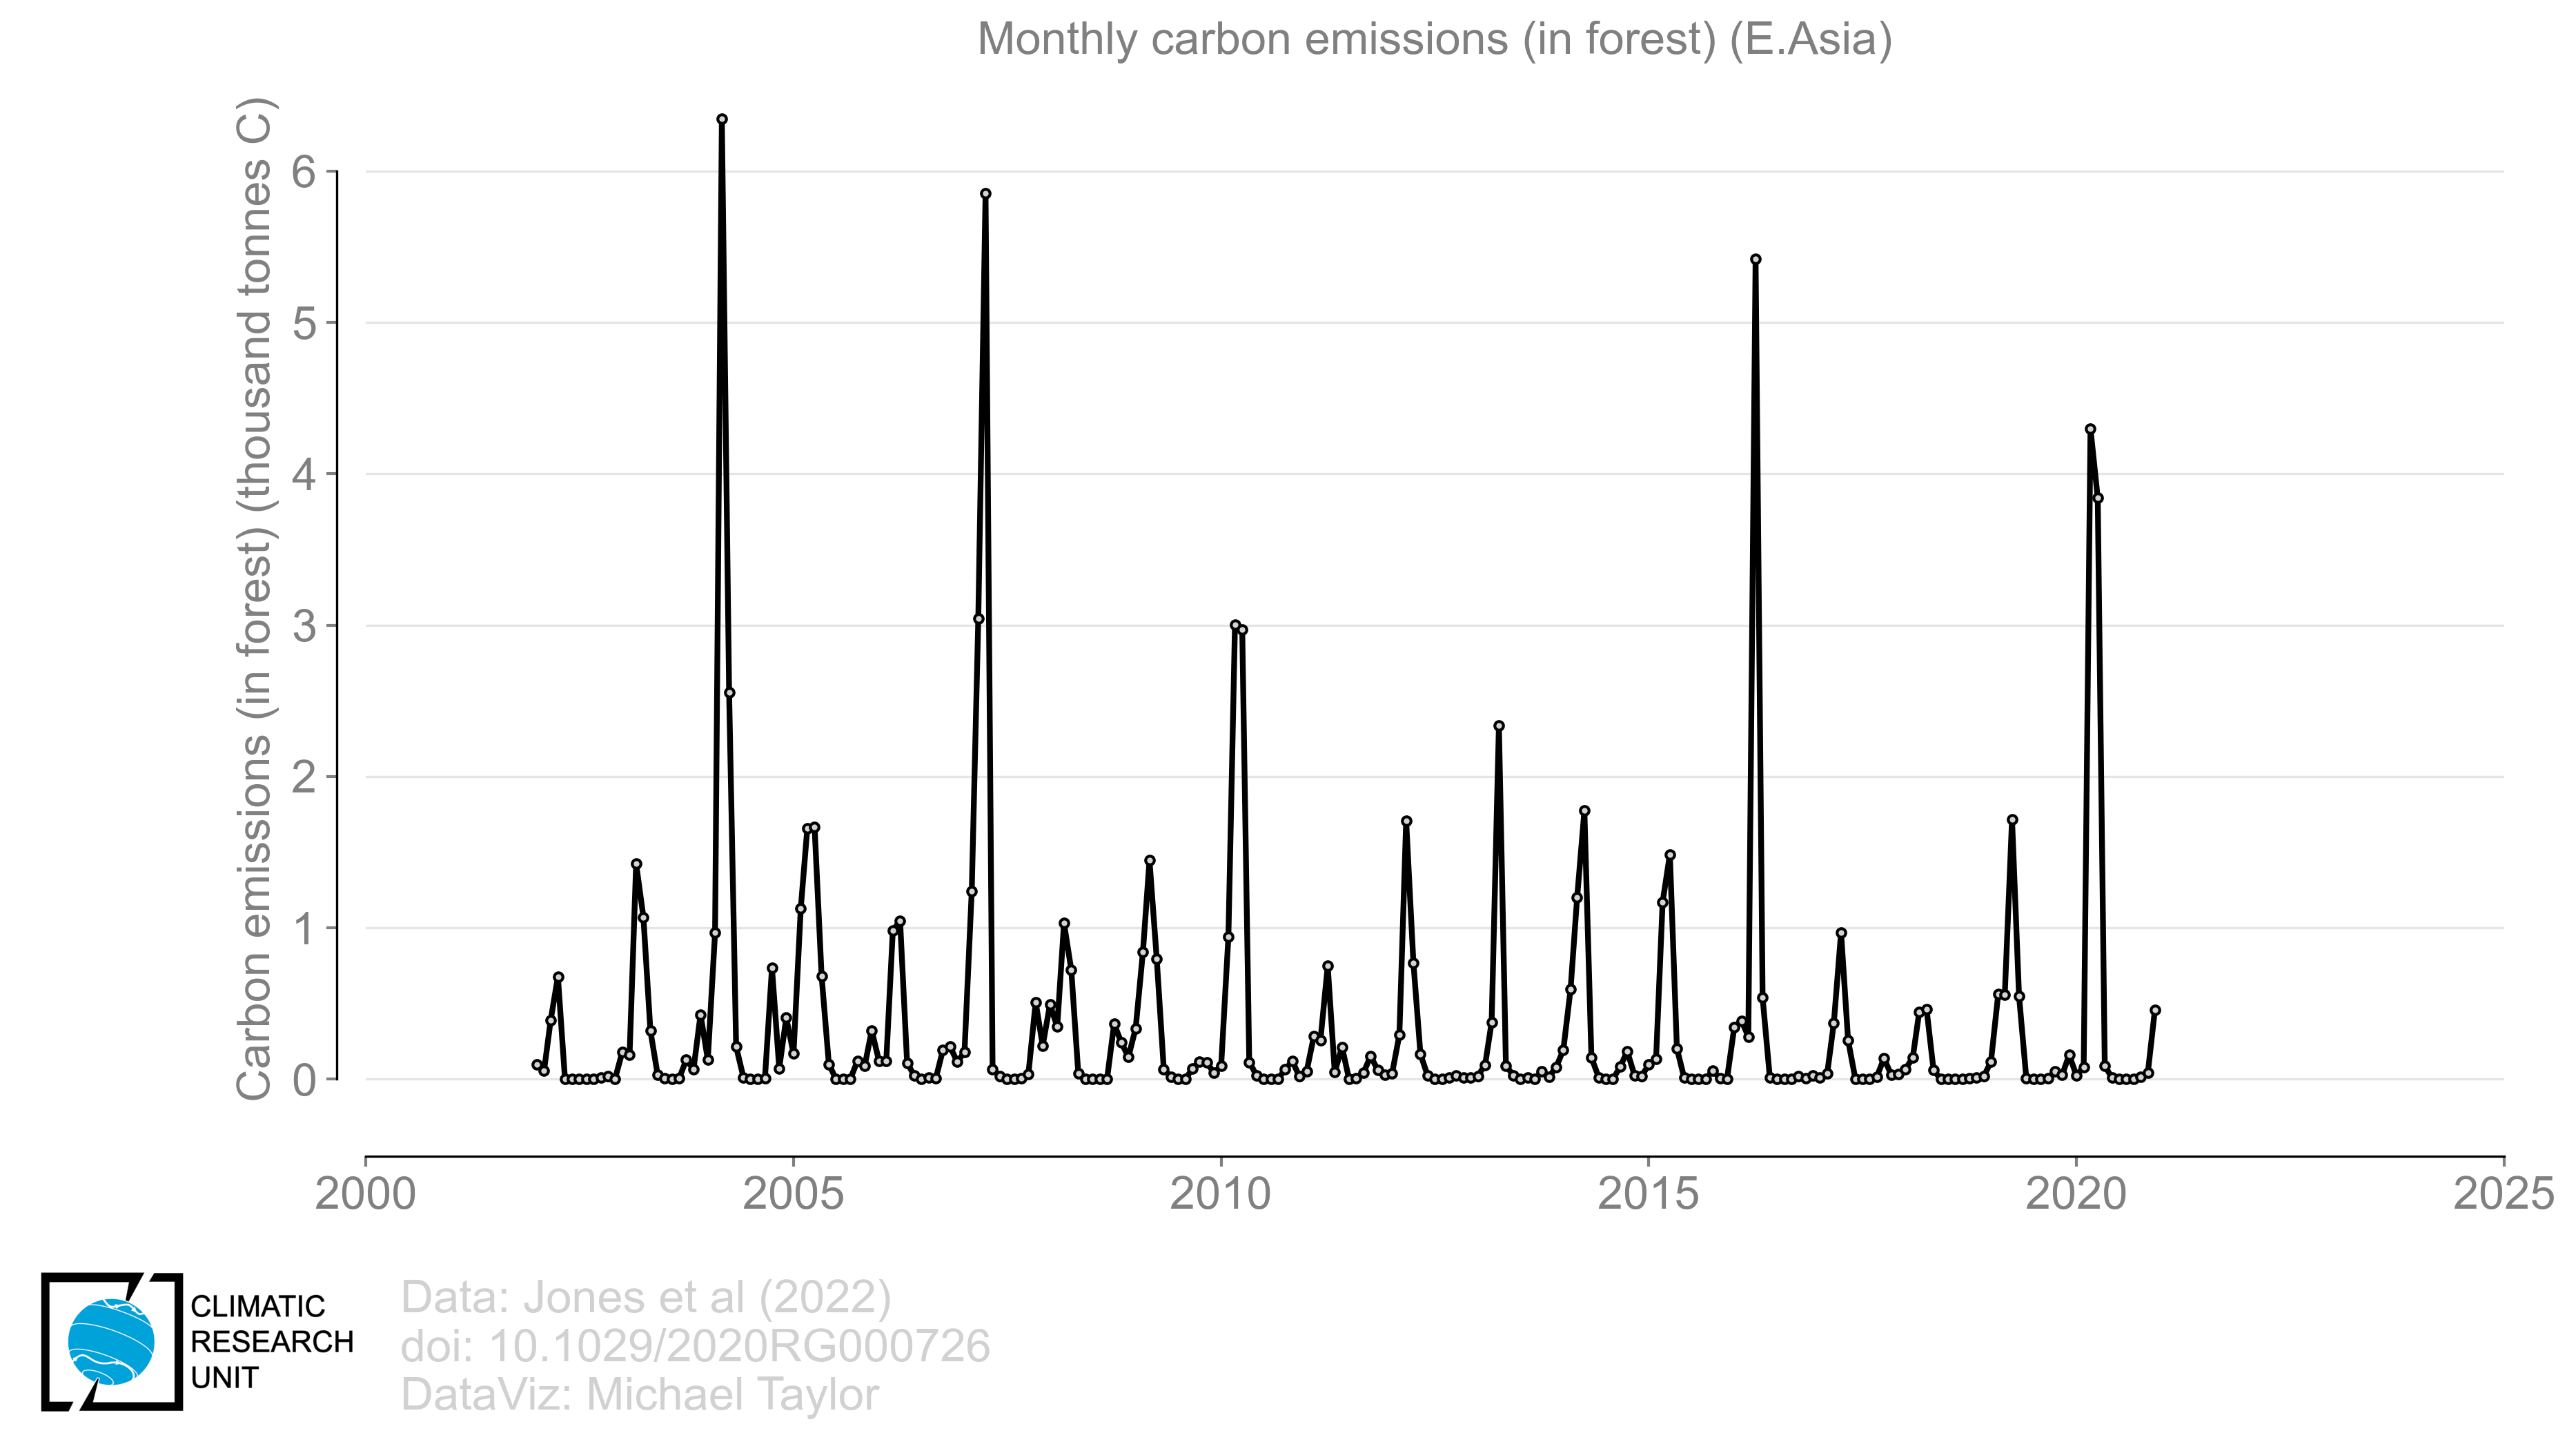 Monthly carbon emissions (in forest) (E.Asia)
Carbon emissions (in forest) (thousand tonnes C)
6
5
4
3
2
1
0
2000 2005 2010 2015 2020 2025
CLIMATIC
RESEARCH
UNIT
Data: Jones et al (2022)
doi: 10.1029/2020RG000726
DataViz: Michael Taylor